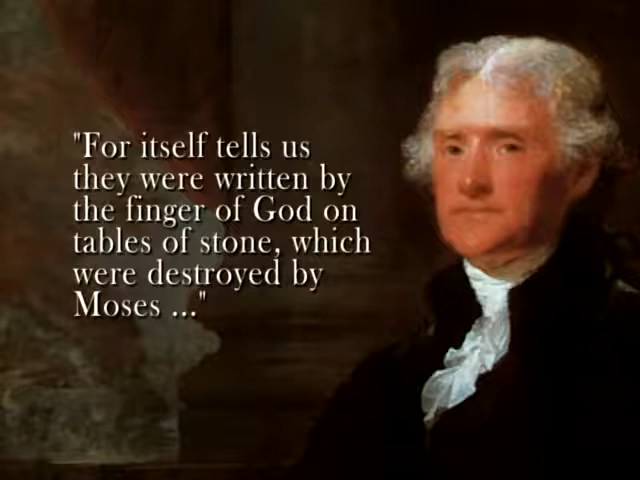 "For itself tells us
they were written by
the finger of God on
tables of stone, which
were destroyed by
Moses ..."